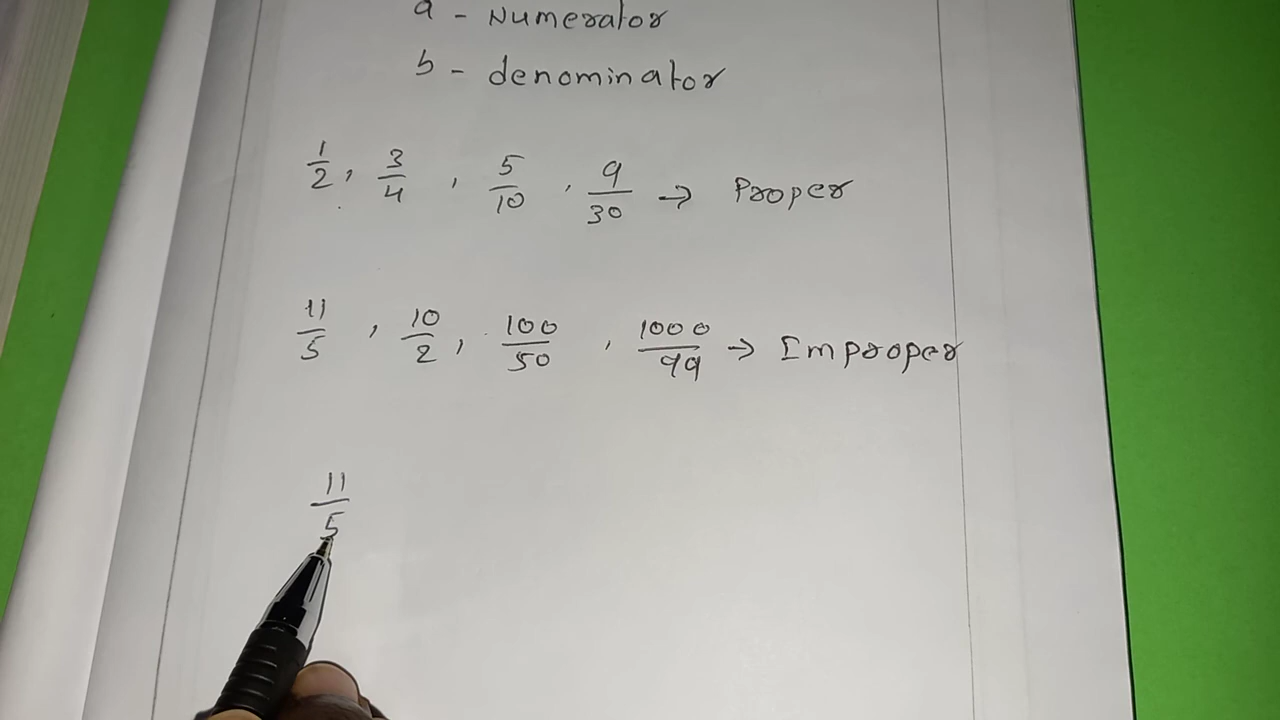 a - Numerator
b - denominator
1/2, 3/4, 5/10, 9/30 → Proper
11/5, 10/2, 100/50, 1000/99 → Improper
11/5